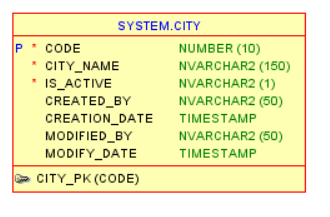 SYSTEM.CITY
P * CODE NUMBER (10)
* CITY_NAME NVARCHAR2 (150)
* IS_ACTIVE NVARCHAR2 (1)
CREATED_BY NVARCHAR2 (50)
CREATION_DATE TIMESTAMP
MODIFIED_BY NVARCHAR2 (50)
MODIFY_DATE TIMESTAMP
CITY_PK (CODE)